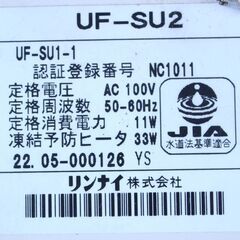 UF-SU2
UF-SU1-1
認証登録番号 NC1011
定格電圧 AC 100V
定格周波数 50-60Hz
定格消費電力 11W
凍結予防ヒータ 33W
22.05-000126 YS
JIA
水道法基準適合
リンナイ株式会社